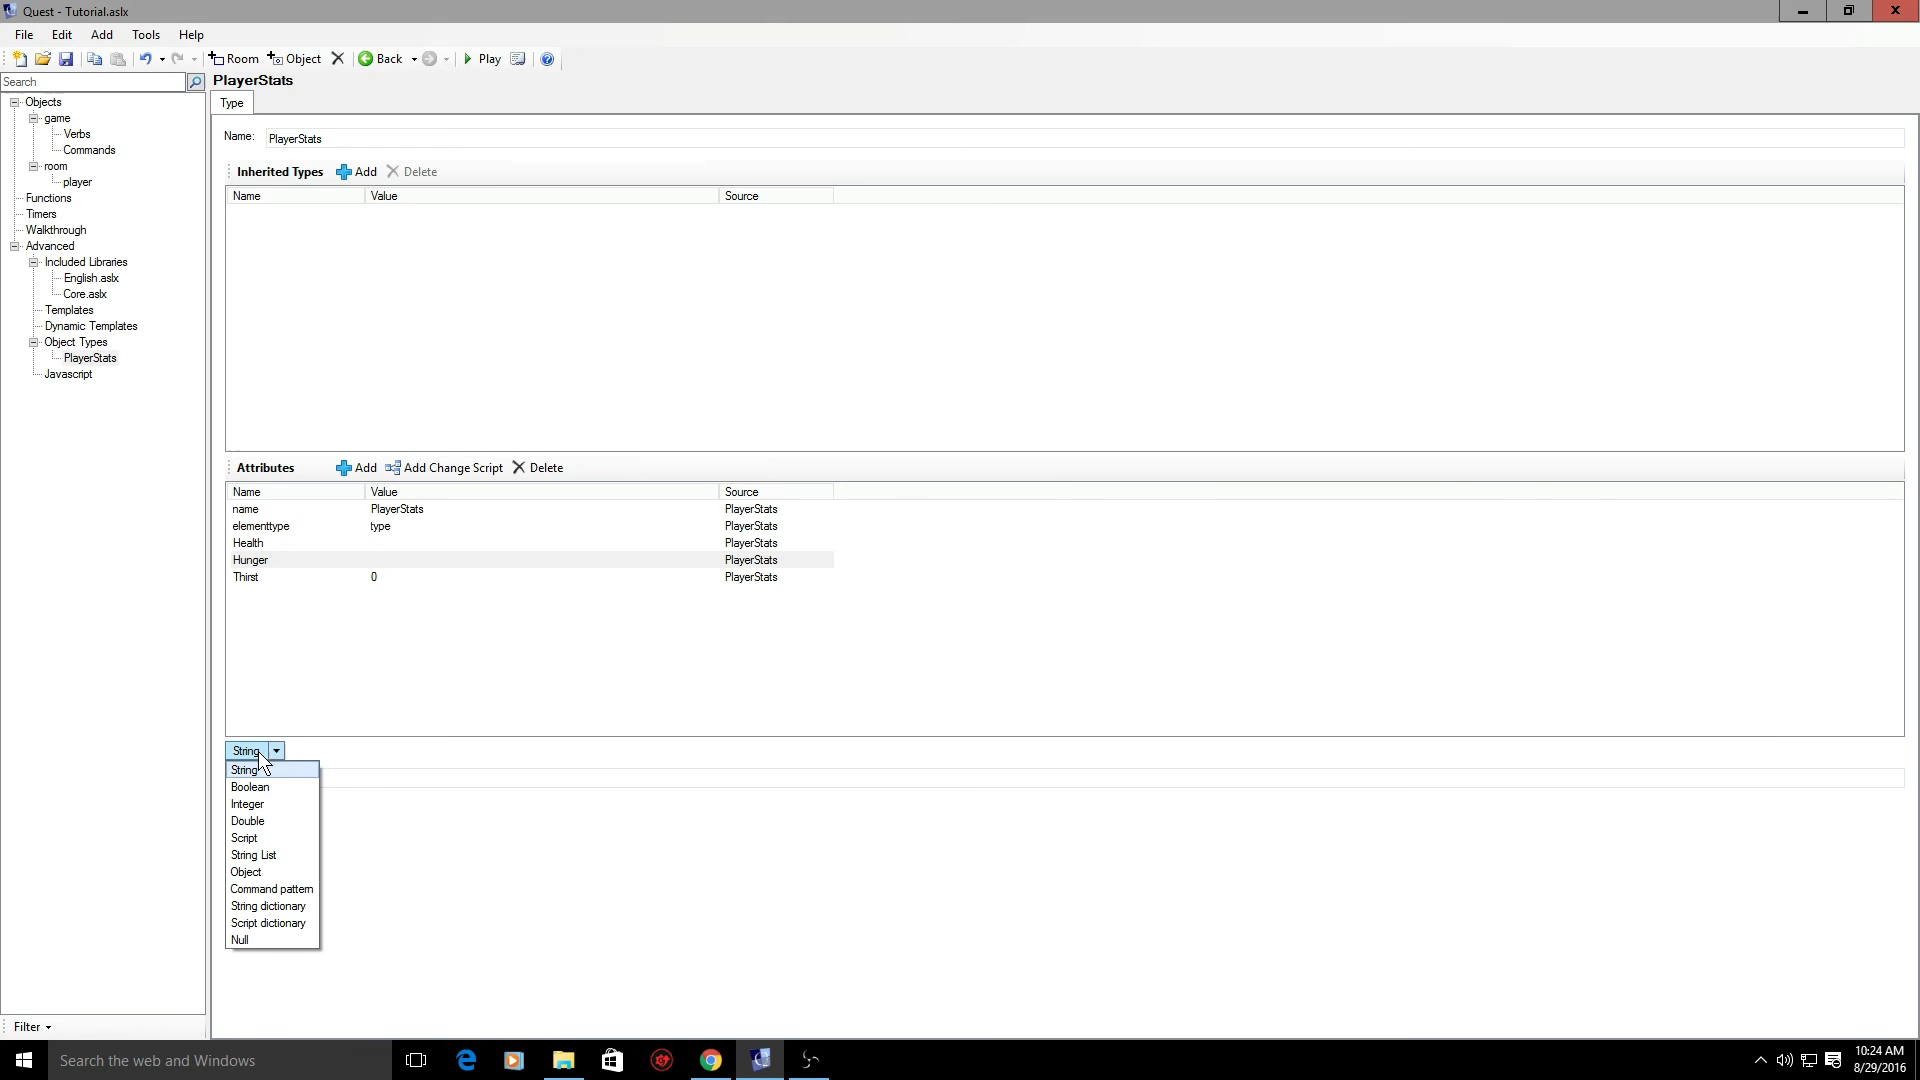 Quest - Tutorial.aslx
File Edit Add Tools Help
Room Object Back Play
Search
PlayerStats
Type
Objects
game
Verbs
Commands
room
player
Functions
Timers
Walkthrough
Advanced
Included Libraries
English.aslx
Core.aslx
Templates
Dynamic Templates
Object Types
PlayerStats
Javascript
Filter
Name: PlayerStats
Inherited Types Add Delete
Name Value Source
Attributes Add Add Change Script Delete
Name Value Source
name PlayerStats PlayerStats
elementtype type PlayerStats
Health PlayerStats
Hunger PlayerStats
Thirst 0 PlayerStats
String
String
Boolean
Integer
Double
Script
String List
Object
Command pattern
String dictionary
Script dictionary
Null
Search the web and Windows
10:24 AM
8/29/2016